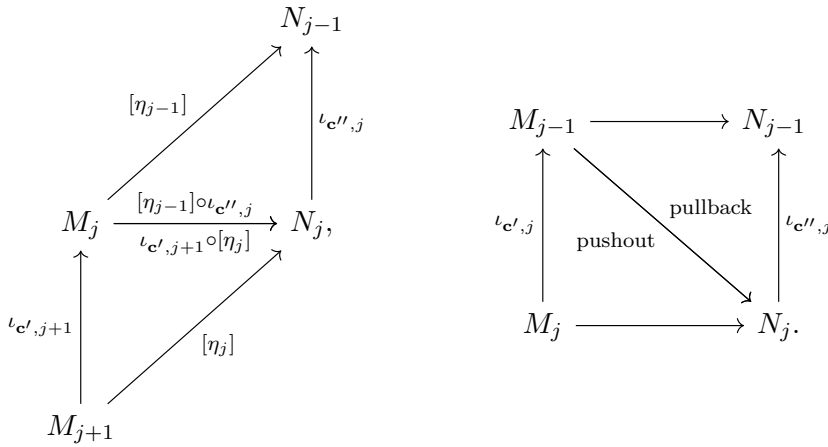 N_{j-1}
[η_{j-1}]
ι_{c'',j}
M_{j-1} N_{j-1}
[η_{j-1}]∘ι_{c'',j}
M_j N_j,
ι_{c',j+1}∘[η_j]
ι_{c',j} pullback ι_{c'',j}
pushout
ι_{c',j+1}
[η_j]
M_j N_j.
M_{j+1}